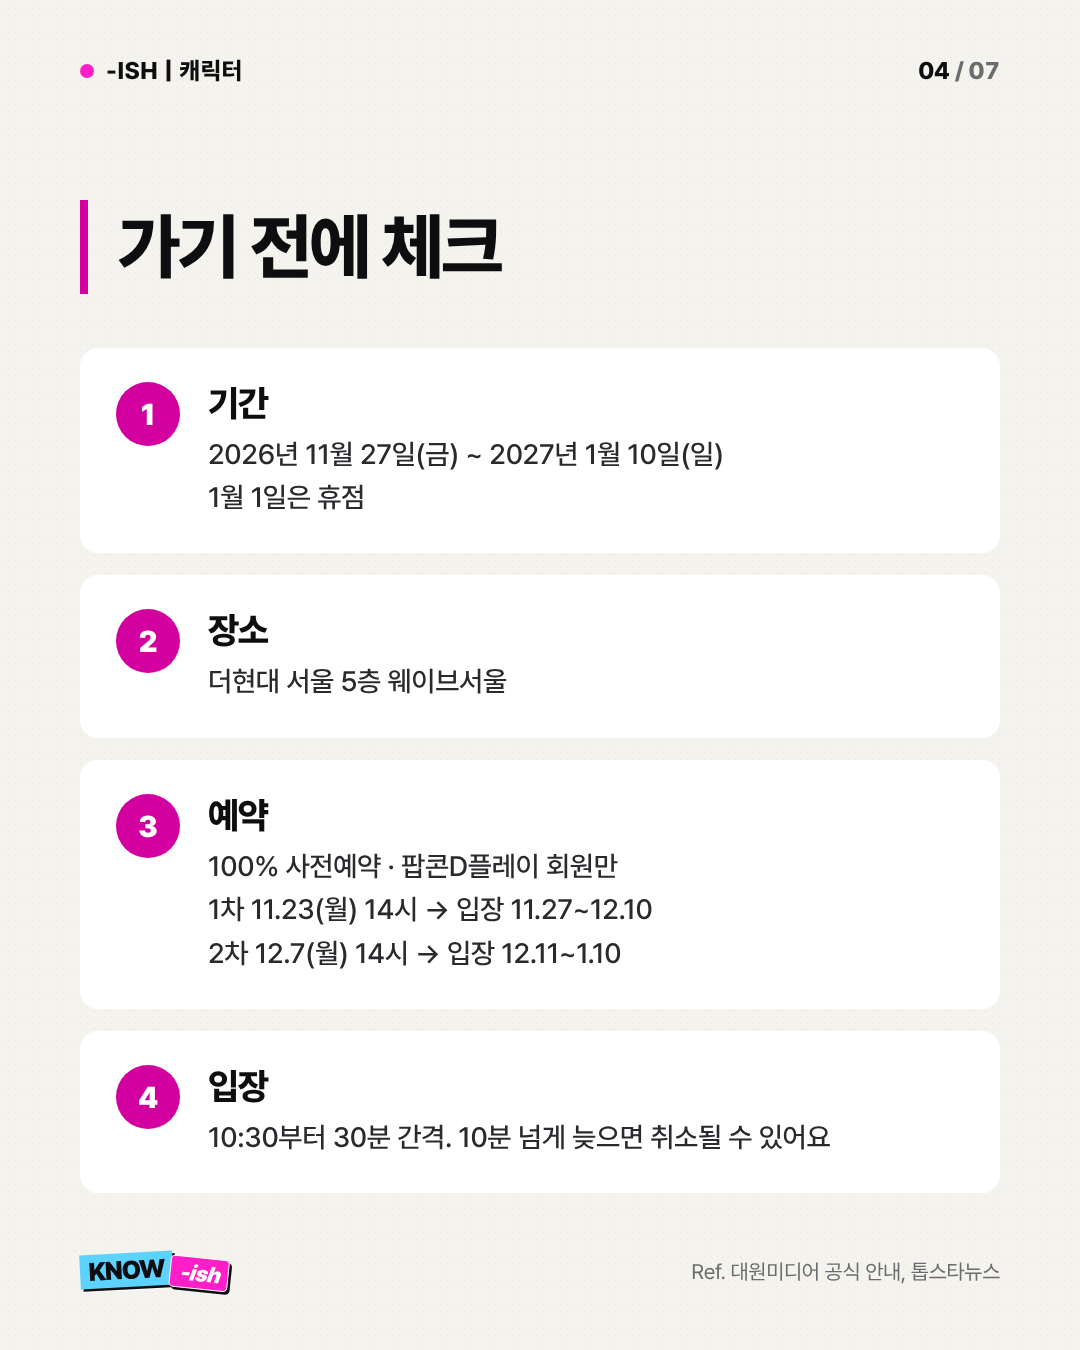 -ISH | 캐릭터
04 / 07
가기 전에 체크
1
기간
2026년 11월 27일(금) ~ 2027년 1월 10일(일)
1월 1일은 휴점
2
장소
더현대 서울 5층 웨이브서울
3
예약
100% 사전예약 · 팝콘D플레이 회원만
1차 11.23(월) 14시 → 입장 11.27~12.10
2차 12.7(월) 14시 → 입장 12.11~1.10
4
입장
10:30부터 30분 간격. 10분 넘게 늦으면 취소될 수 있어요
KNOW -ish
Ref. 대원미디어 공식 안내, 톱스타뉴스